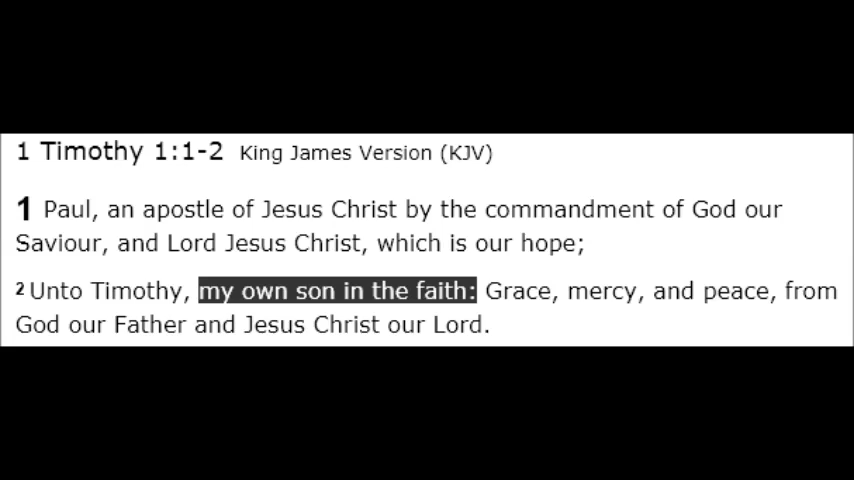 1 Timothy 1:1-2 King James Version (KJV)
1 Paul, an apostle of Jesus Christ by the commandment of God our
Saviour, and Lord Jesus Christ, which is our hope;
2 Unto Timothy, my own son in the faith: Grace, mercy, and peace, from
God our Father and Jesus Christ our Lord.